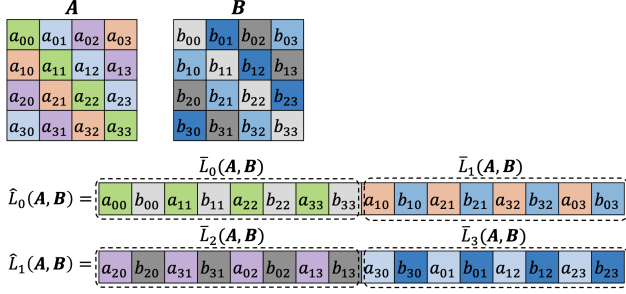 A B
a₀₀ a₀₁ a₀₂ a₀₃ b₀₀ b₀₁ b₀₂ b₀₃
a₁₀ a₁₁ a₁₂ a₁₃ b₁₀ b₁₁ b₁₂ b₁₃
a₂₀ a₂₁ a₂₂ a₂₃ b₂₀ b₂₁ b₂₂ b₂₃
a₃₀ a₃₁ a₃₂ a₃₃ b₃₀ b₃₁ b₃₂ b₃₃
L̅₀(A, B) L̅₁(A, B)
L̂₀(A, B) = a₀₀ b₀₀ a₁₁ b₁₁ a₂₂ b₂₂ a₃₃ b₃₃ a₁₀ b₁₀ a₂₁ b₂₁ a₃₂ b₃₂ a₀₃ b₀₃
L̅₂(A, B) L̅₃(A, B)
L̂₁(A, B) = a₂₀ b₂₀ a₃₁ b₃₁ a₀₂ b₀₂ a₁₃ b₁₃ a₃₀ b₃₀ a₀₁ b₀₁ a₁₂ b₁₂ a₂₃ b₂₃